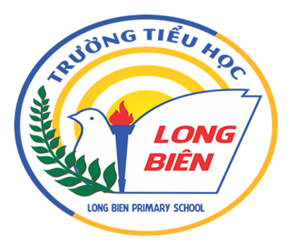 TRƯỜNG TIỂU HỌC
LONG
BIÊN
LONG BIEN PRIMARY SCHOOL